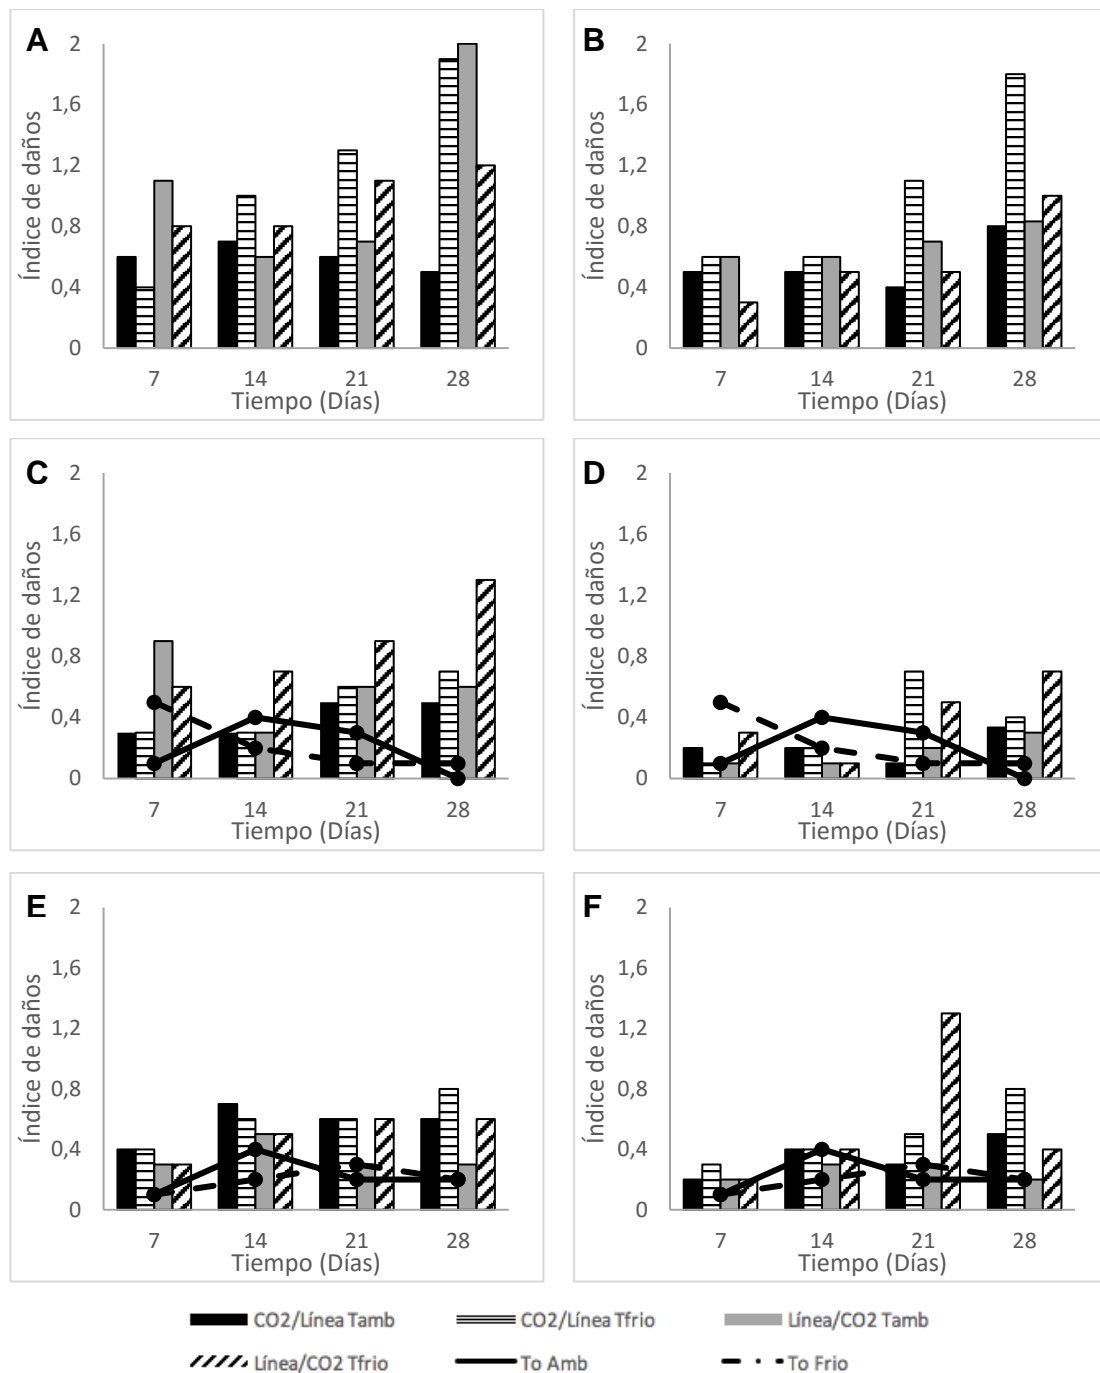 A
Índice de daños
2
1,6
1,2
0,8
0,4
0
7 14 21 28
Tiempo (Días)
B
Índice de daños
2
1,6
1,2
0,8
0,4
0
7 14 21 28
Tiempo (Días)
C
Índice de daños
2
1,6
1,2
0,8
0,4
0
7 14 21 28
Tiempo (Días)
D
Índice de daños
2
1,6
1,2
0,8
0,4
0
7 14 21 28
Tiempo (Días)
E
Índice de daños
2
1,6
1,2
0,8
0,4
0
7 14 21 28
Tiempo (Días)
F
Índice de daños
2
1,6
1,2
0,8
0,4
0
7 14 21 28
Tiempo (Días)
CO2/Línea Tamb CO2/Línea Tfrio Línea/CO2 Tamb
Línea/CO2 Tfrio To Amb To Frio